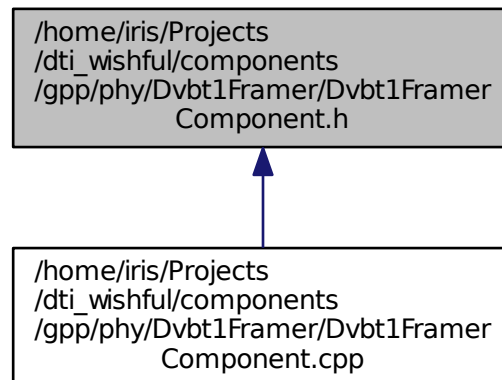 /home/iris/Projects
/dti_wishful/components
/gpp/phy/Dvbt1Framer/Dvbt1Framer
Component.h
/home/iris/Projects
/dti_wishful/components
/gpp/phy/Dvbt1Framer/Dvbt1Framer
Component.cpp